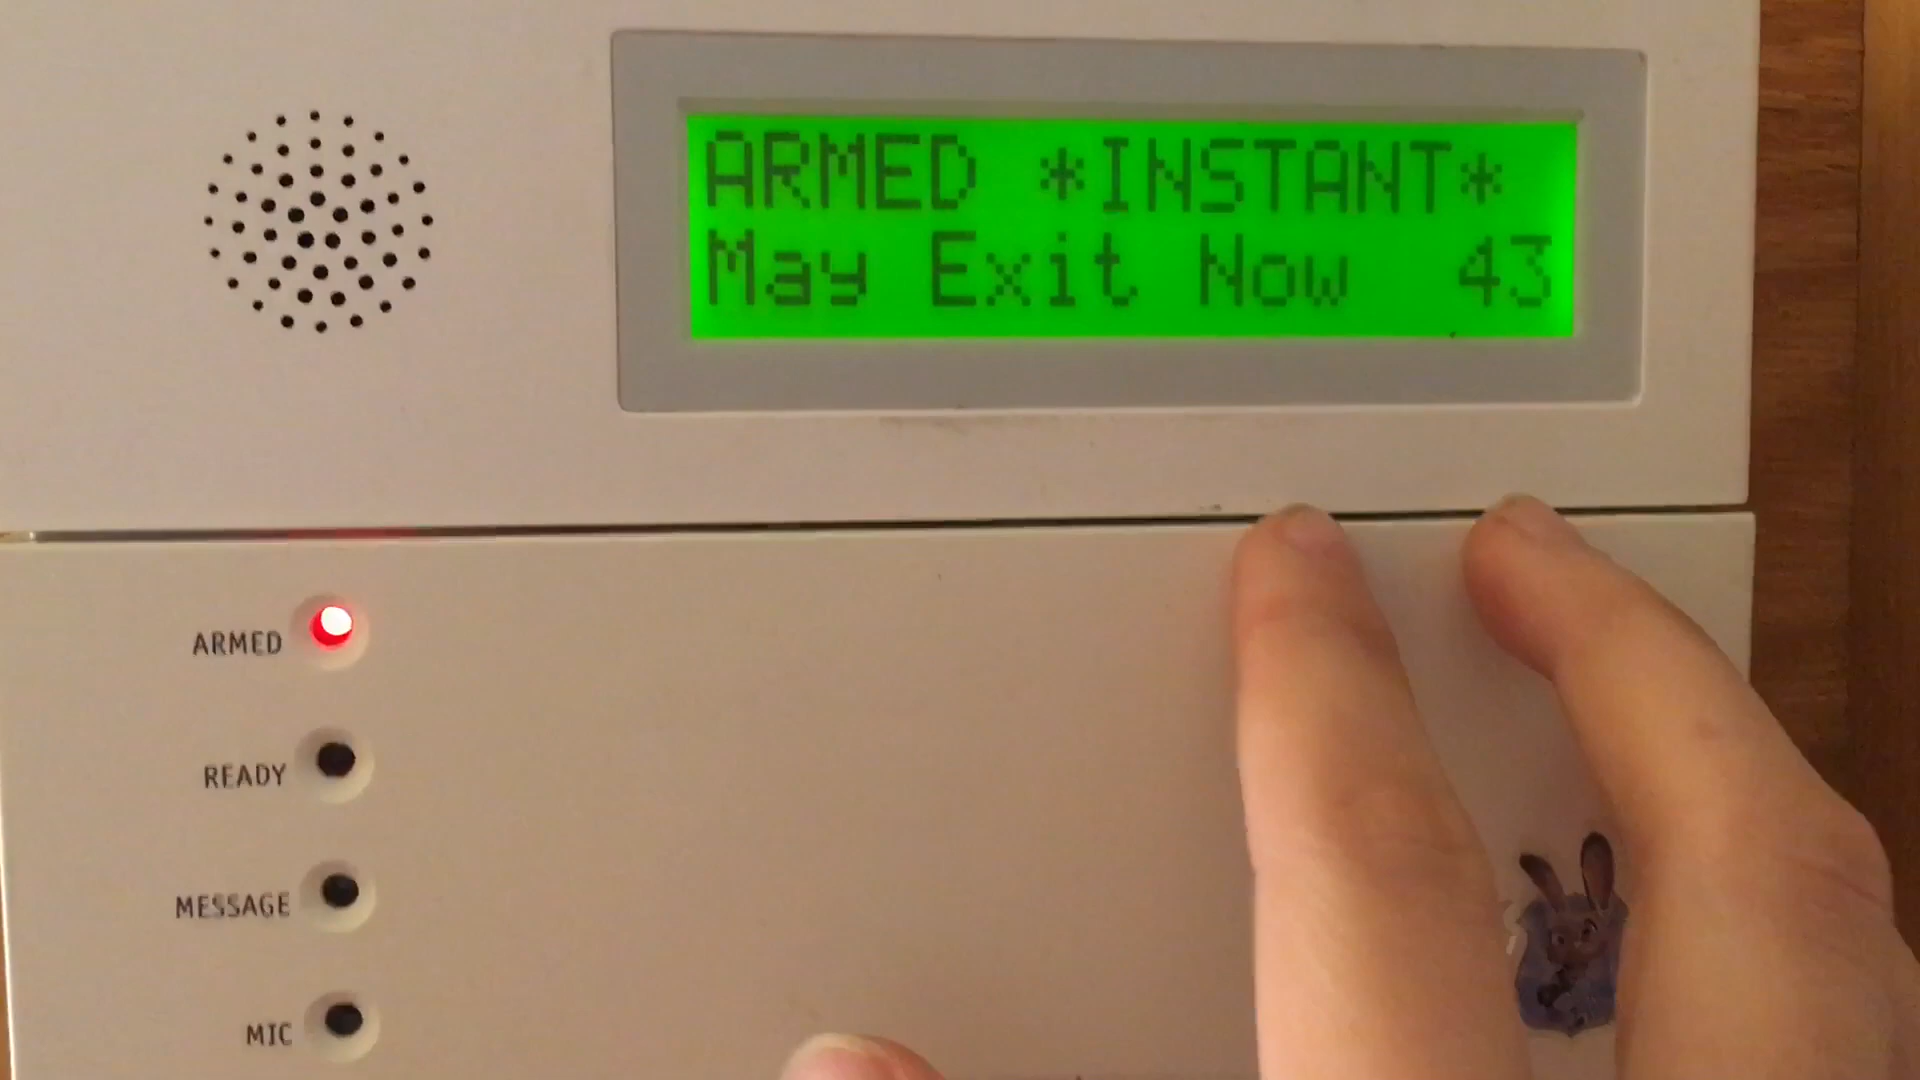 ARMED *INSTANT*
May Exit Now 43
ARMED
READY
MESSAGE
MIC